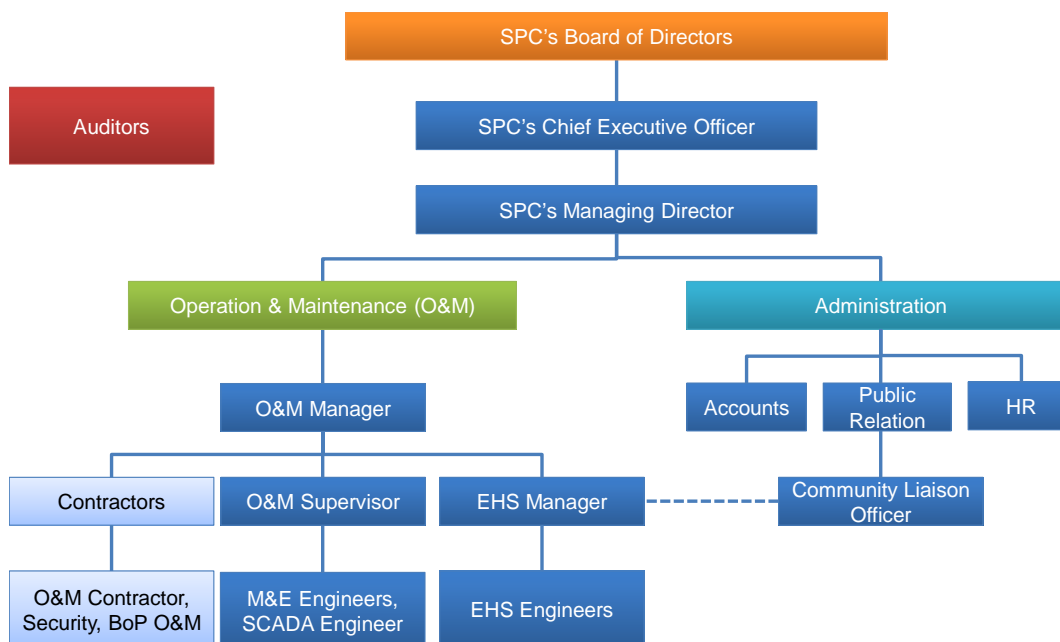 SPC's Board of Directors
Auditors
SPC's Chief Executive Officer
SPC's Managing Director
Operation & Maintenance (O&M)
Administration
O&M Manager
Accounts
Public
Relation
HR
Contractors
O&M Supervisor
EHS Manager
Community Liaison
Officer
O&M Contractor,
Security, BoP O&M
M&E Engineers,
SCADA Engineer
EHS Engineers